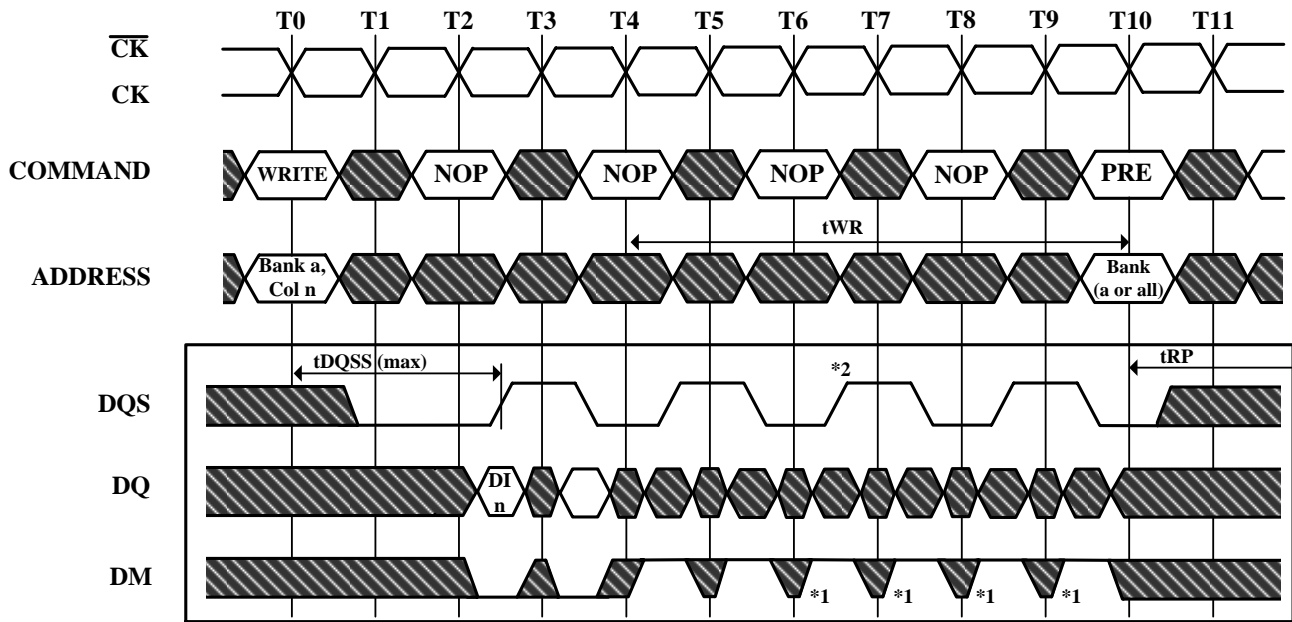 T0 T1 T2 T3 T4 T5 T6 T7 T8 T9 T10 T11
CK
CK
COMMAND
WRITE NOP NOP NOP NOP PRE
tWR
ADDRESS
Bank a,
Col n
Bank
(a or all)
tDQSS (max)
tRP
*2
DQS
DQ
DI
n
DM
*1 *1 *1 *1